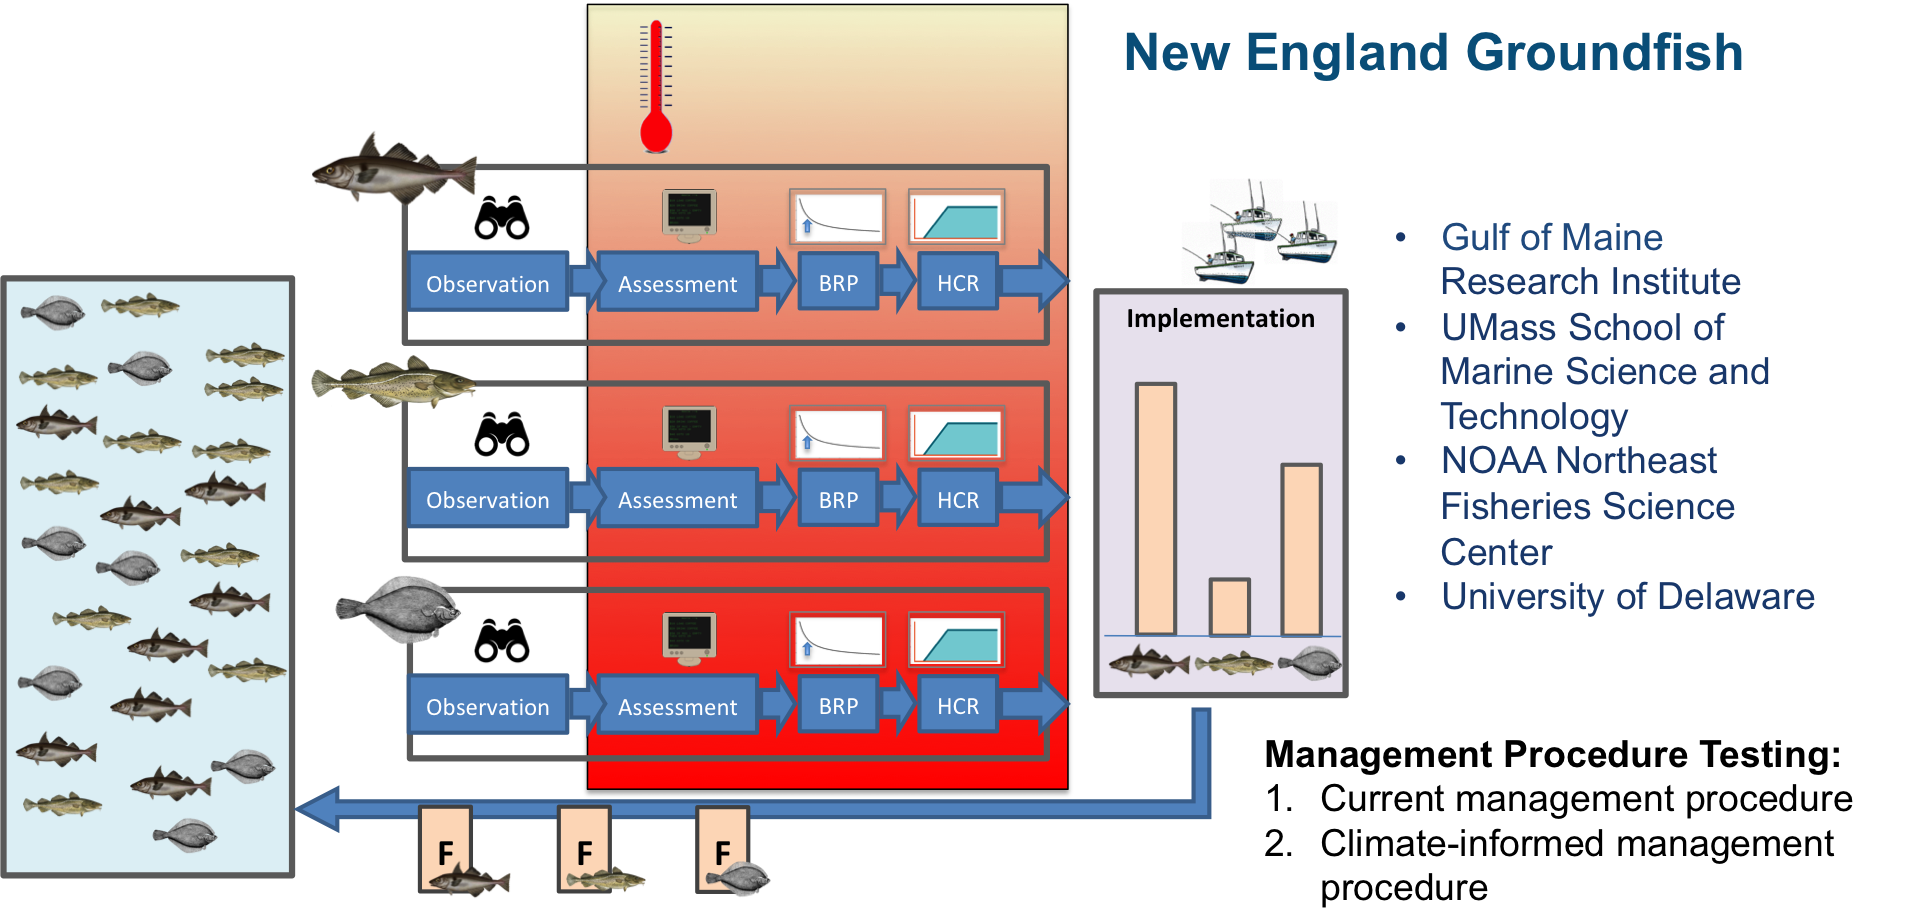 New England Groundfish
Observation
Assessment
BRP
HCR
Observation
Assessment
BRP
HCR
Observation
Assessment
BRP
HCR
Implementation
• Gulf of Maine
Research Institute
• UMass School of
Marine Science and
Technology
• NOAA Northeast
Fisheries Science
Center
• University of Delaware
F
F
F
Management Procedure Testing:
1. Current management procedure
2. Climate-informed management
procedure